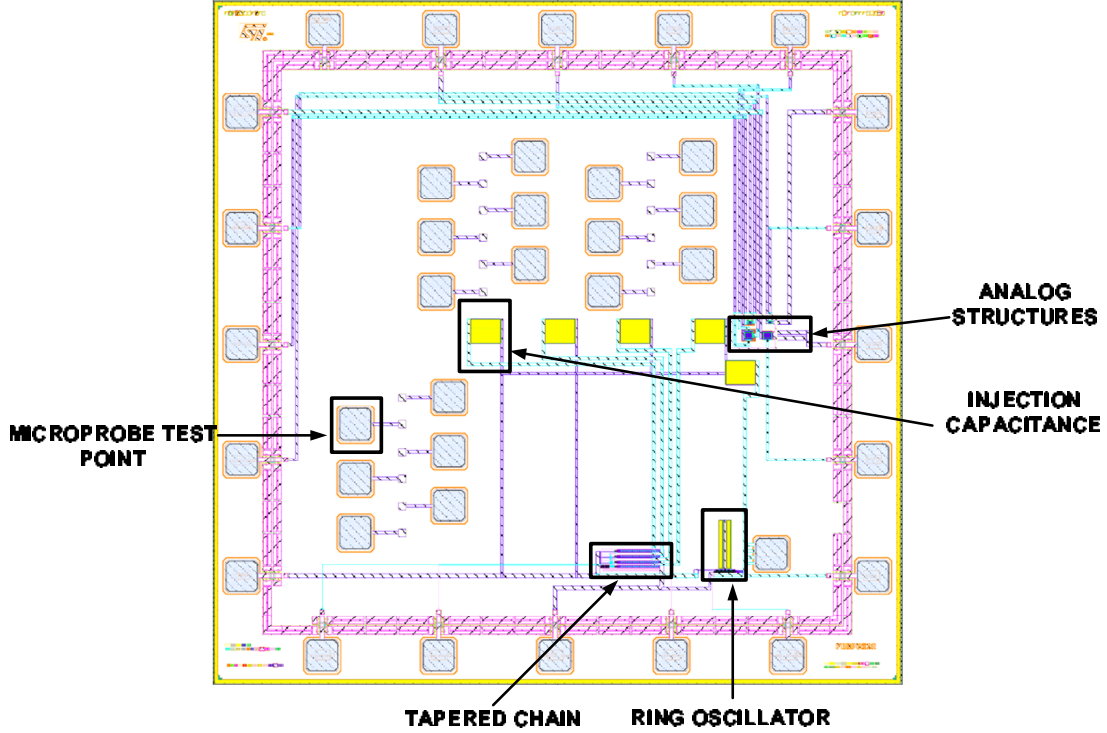 ANALOG
STRUCTURES
INJECTION
CAPACITANCE
MICROPROBE TEST
POINT
TAPERED CHAIN
RING OSCILLATOR